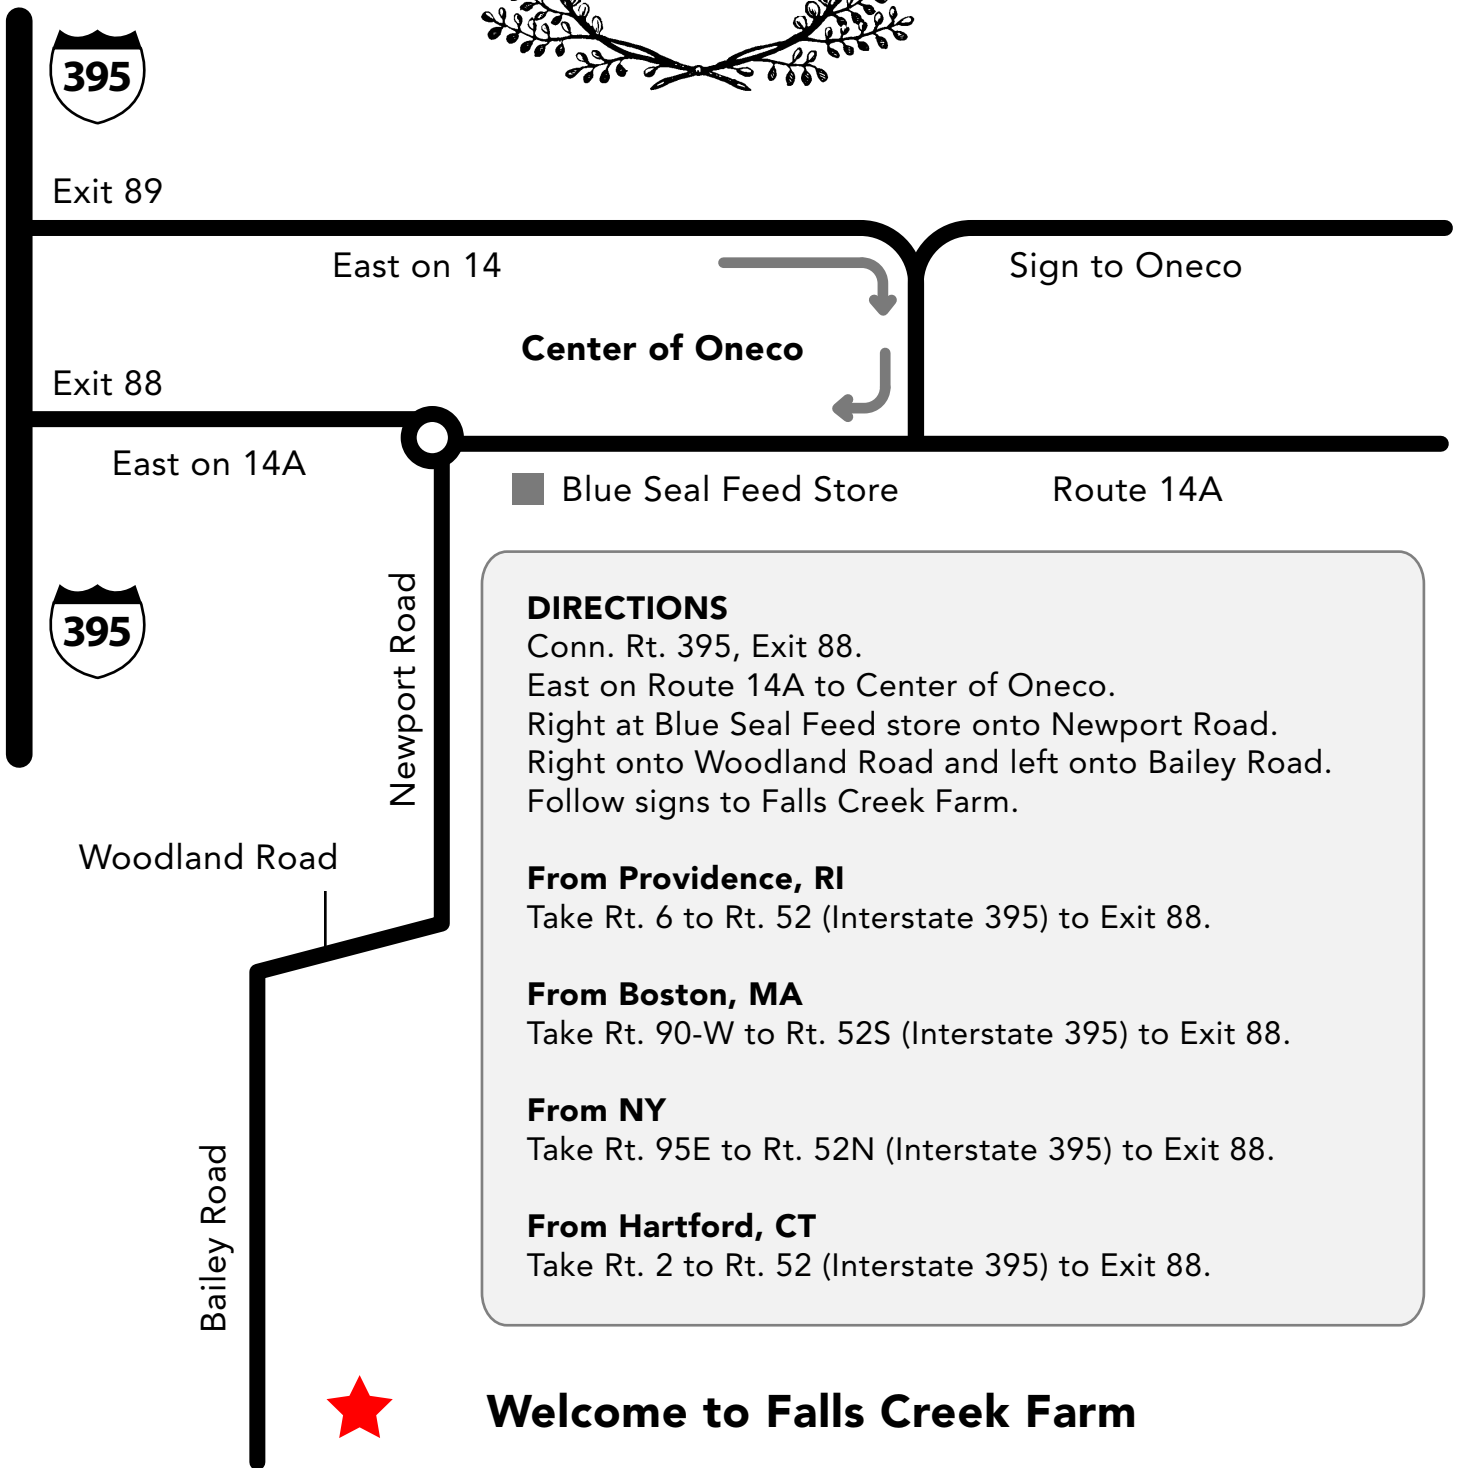 395
Exit 89
East on 14
Sign to Oneco
Center of Oneco
Exit 88
East on 14A
Blue Seal Feed Store
Route 14A
395
Newport Road
Woodland Road
Bailey Road
DIRECTIONS
Conn. Rt. 395, Exit 88.
East on Route 14A to Center of Oneco.
Right at Blue Seal Feed store onto Newport Road.
Right onto Woodland Road and left onto Bailey Road.
Follow signs to Falls Creek Farm.
From Providence, RI
Take Rt. 6 to Rt. 52 (Interstate 395) to Exit 88.
From Boston, MA
Take Rt. 90-W to Rt. 52S (Interstate 395) to Exit 88.
From NY
Take Rt. 95E to Rt. 52N (Interstate 395) to Exit 88.
From Hartford, CT
Take Rt. 2 to Rt. 52 (Interstate 395) to Exit 88.
Welcome to Falls Creek Farm